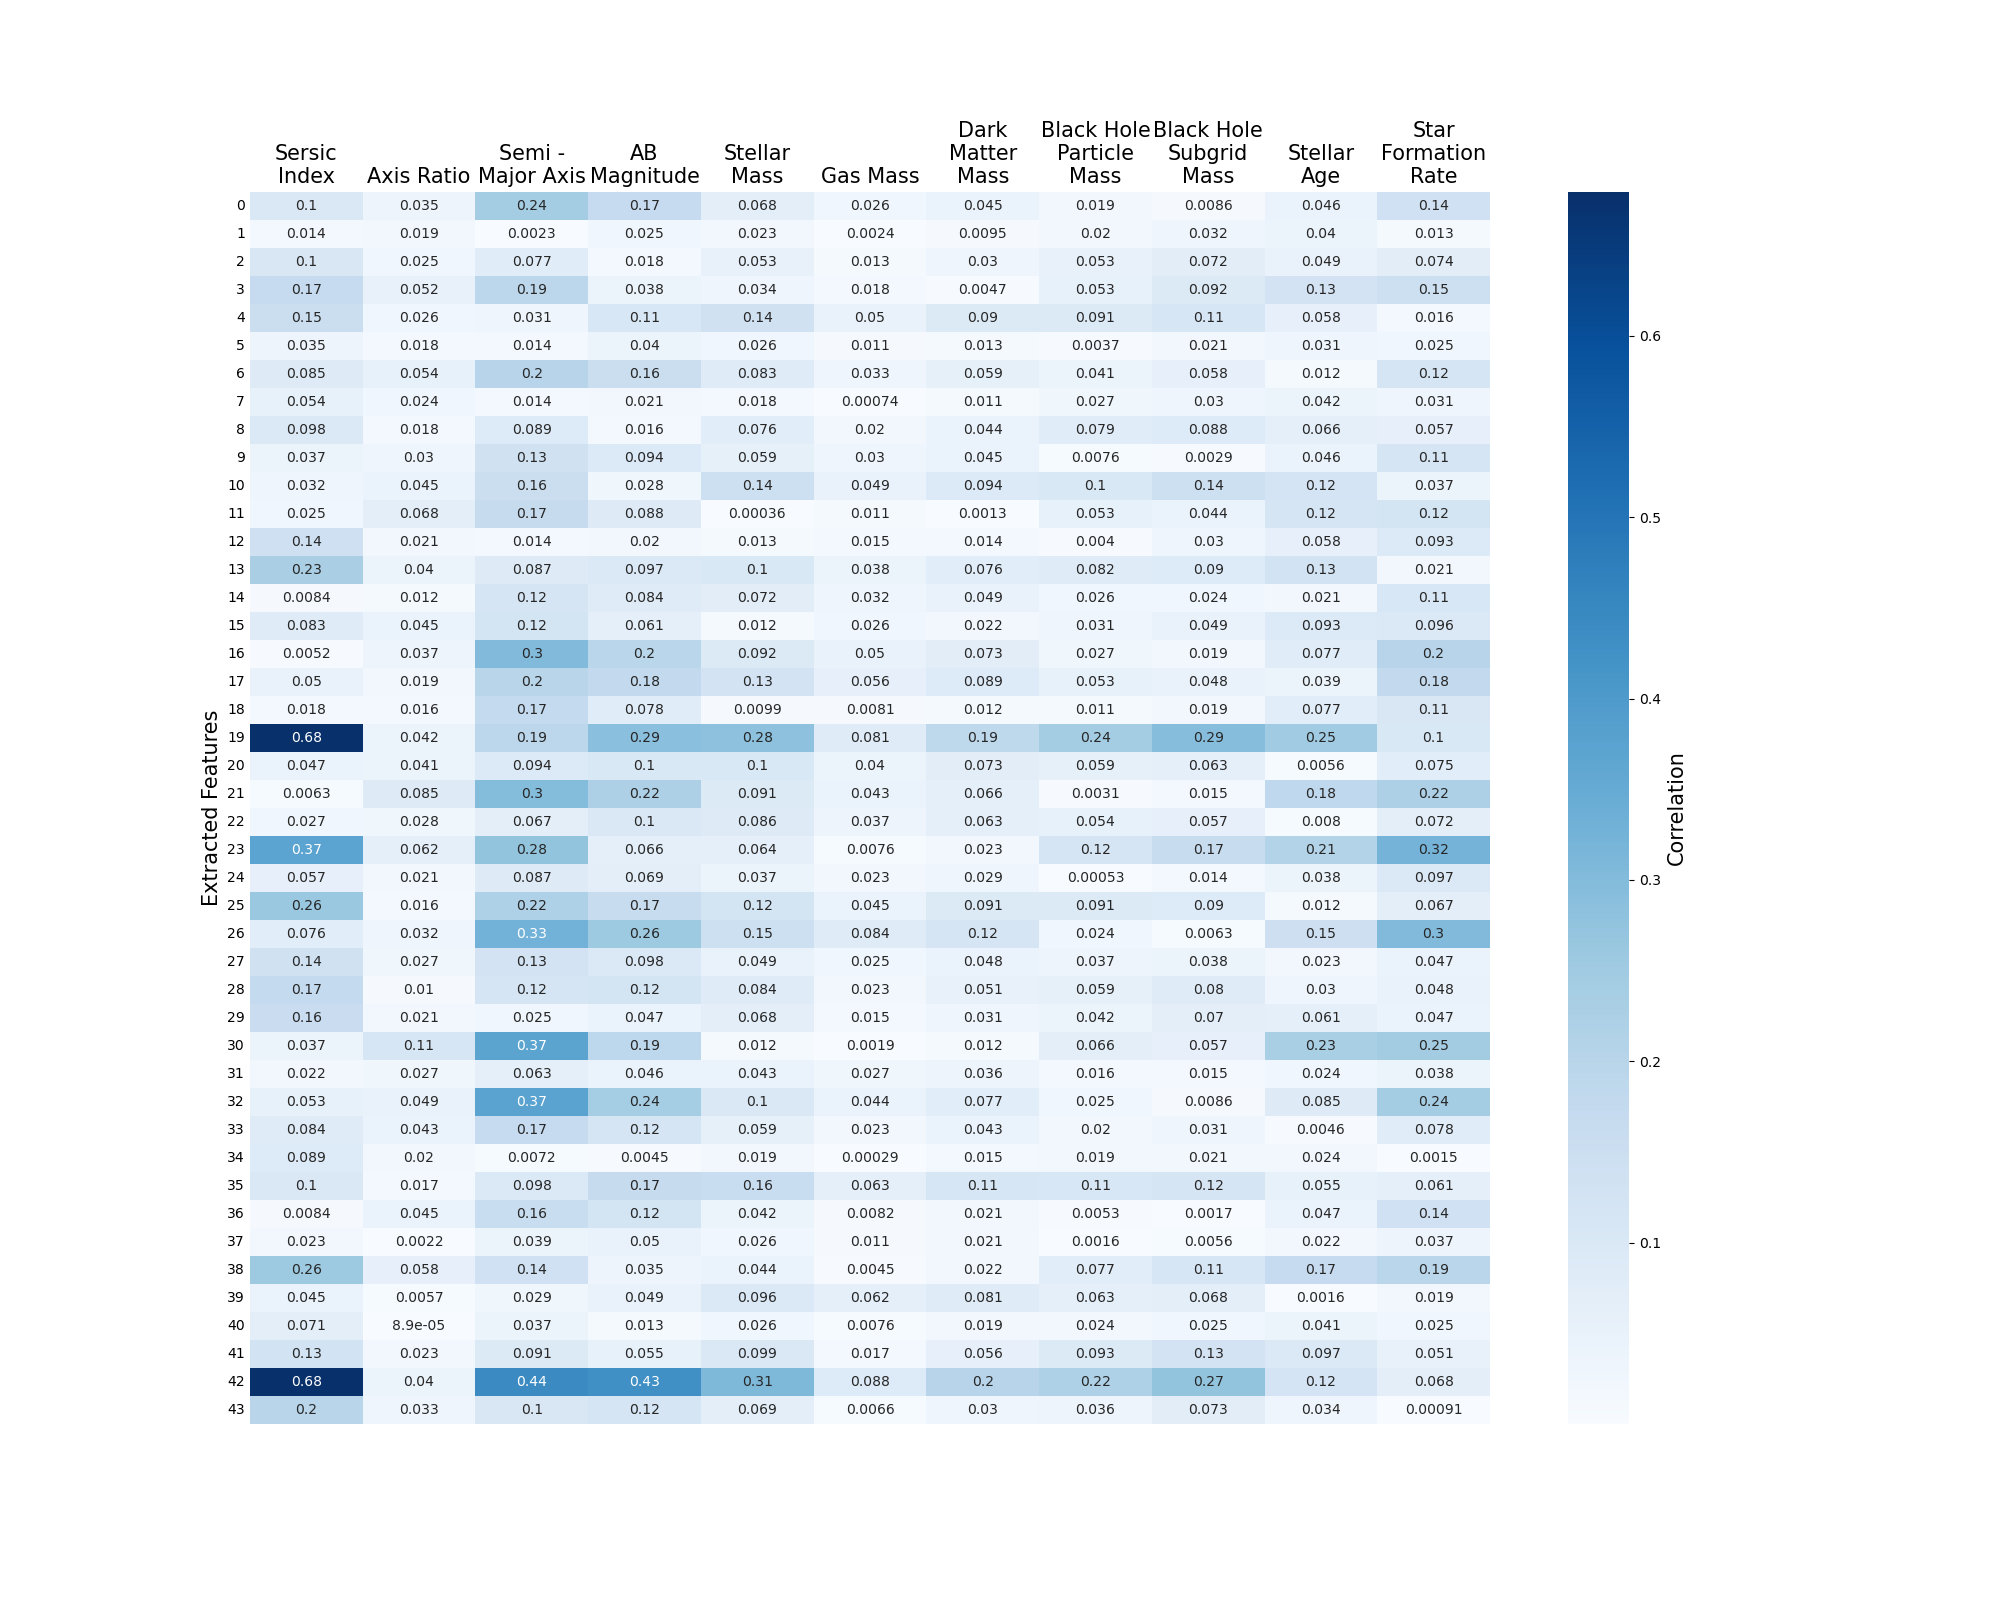 Dark Black Hole Black Hole Star
Sersic Semi - AB Stellar Matter Particle Subgrid Stellar Formation
Index Axis Ratio Major Axis Magnitude Mass Gas Mass Mass Mass Mass Age Rate
0 0.1 0.035 0.24 0.17 0.068 0.026 0.045 0.019 0.0086 0.046 0.14
1 0.014 0.019 0.0023 0.025 0.023 0.0024 0.0095 0.02 0.032 0.04 0.013
2 0.1 0.025 0.077 0.018 0.053 0.013 0.03 0.053 0.072 0.049 0.074
3 0.17 0.052 0.19 0.038 0.034 0.018 0.0047 0.053 0.092 0.13 0.15
4 0.15 0.026 0.031 0.11 0.14 0.05 0.09 0.091 0.11 0.058 0.016
5 0.035 0.018 0.014 0.04 0.026 0.011 0.013 0.0037 0.021 0.031 0.025
6 0.085 0.054 0.2 0.16 0.083 0.033 0.059 0.041 0.058 0.012 0.12
7 0.054 0.024 0.014 0.021 0.018 0.00074 0.011 0.027 0.03 0.042 0.031
8 0.098 0.018 0.089 0.016 0.076 0.02 0.044 0.079 0.088 0.066 0.057
9 0.037 0.03 0.13 0.094 0.059 0.03 0.045 0.0076 0.0029 0.046 0.11
10 0.032 0.045 0.16 0.028 0.14 0.049 0.094 0.1 0.14 0.12 0.037
11 0.025 0.068 0.17 0.088 0.00036 0.011 0.0013 0.053 0.044 0.12 0.12
12 0.14 0.021 0.014 0.02 0.013 0.015 0.014 0.004 0.03 0.058 0.093
13 0.23 0.04 0.087 0.097 0.1 0.038 0.076 0.082 0.09 0.13 0.021
14 0.0084 0.012 0.12 0.084 0.072 0.032 0.049 0.026 0.024 0.021 0.11
15 0.083 0.045 0.12 0.061 0.012 0.026 0.022 0.031 0.049 0.093 0.096
16 0.0052 0.037 0.3 0.2 0.092 0.05 0.073 0.027 0.019 0.077 0.2
17 0.05 0.019 0.2 0.18 0.13 0.056 0.089 0.053 0.048 0.039 0.18
18 0.018 0.016 0.17 0.078 0.0099 0.0081 0.012 0.011 0.019 0.077 0.11
19 0.68 0.042 0.19 0.29 0.28 0.081 0.19 0.24 0.29 0.25 0.1
20 0.047 0.041 0.094 0.1 0.1 0.04 0.073 0.059 0.063 0.0056 0.075
21 0.0063 0.085 0.3 0.22 0.091 0.043 0.066 0.0031 0.015 0.18 0.22
22 0.027 0.028 0.067 0.1 0.086 0.037 0.063 0.054 0.057 0.008 0.072
23 0.37 0.062 0.28 0.066 0.064 0.0076 0.023 0.12 0.17 0.21 0.32
24 0.057 0.021 0.087 0.069 0.037 0.023 0.029 0.00053 0.014 0.038 0.097
25 0.26 0.016 0.22 0.17 0.12 0.045 0.091 0.091 0.09 0.012 0.067
26 0.076 0.032 0.33 0.26 0.15 0.084 0.12 0.024 0.0063 0.15 0.3
27 0.14 0.027 0.13 0.098 0.049 0.025 0.048 0.037 0.038 0.023 0.047
28 0.17 0.01 0.12 0.12 0.084 0.023 0.051 0.059 0.08 0.03 0.048
29 0.16 0.021 0.025 0.047 0.068 0.015 0.031 0.042 0.07 0.061 0.047
30 0.037 0.11 0.37 0.19 0.012 0.0019 0.012 0.066 0.057 0.23 0.25
31 0.022 0.027 0.063 0.046 0.043 0.027 0.036 0.016 0.015 0.024 0.038
32 0.053 0.049 0.37 0.24 0.1 0.044 0.077 0.025 0.0086 0.085 0.24
33 0.084 0.043 0.17 0.12 0.059 0.023 0.043 0.02 0.031 0.0046 0.078
34 0.089 0.02 0.0072 0.0045 0.019 0.00029 0.015 0.019 0.021 0.024 0.0015
35 0.1 0.017 0.098 0.17 0.16 0.063 0.11 0.11 0.12 0.055 0.061
36 0.0084 0.045 0.16 0.12 0.042 0.0082 0.021 0.0053 0.0017 0.047 0.14
37 0.023 0.0022 0.039 0.05 0.026 0.011 0.021 0.0016 0.0056 0.022 0.037
38 0.26 0.058 0.14 0.035 0.044 0.0045 0.022 0.077 0.11 0.17 0.19
39 0.045 0.0057 0.029 0.049 0.096 0.062 0.081 0.063 0.068 0.0016 0.019
40 0.071 8.9e-05 0.037 0.013 0.026 0.0076 0.019 0.024 0.025 0.041 0.025
41 0.13 0.023 0.091 0.055 0.099 0.017 0.056 0.093 0.13 0.097 0.051
42 0.68 0.04 0.44 0.43 0.31 0.088 0.2 0.22 0.27 0.12 0.068
43 0.2 0.033 0.1 0.12 0.069 0.0066 0.03 0.036 0.073 0.034 0.00091
Extracted Features
0.6
0.5
0.4
0.3
0.2
0.1
Correlation